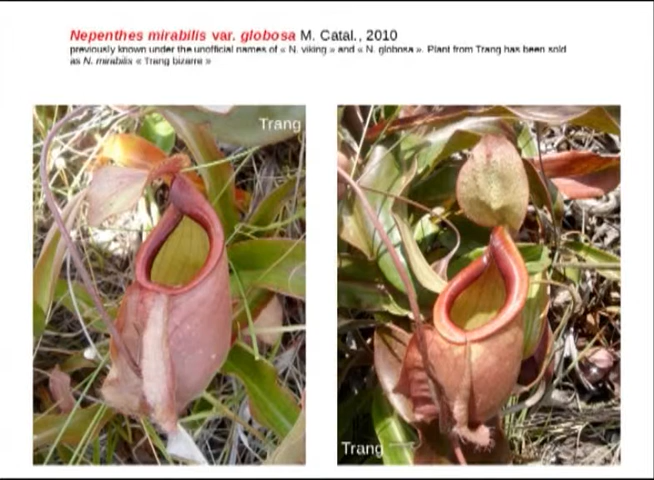 Nepenthes mirabilis var. globosa M. Catal., 2010
previously known under the unofficial names of « N. viking » and « N. globosa ». Plant from Trang has been sold
as N. mirabilis « Trang bizarre »
Trang
Trang